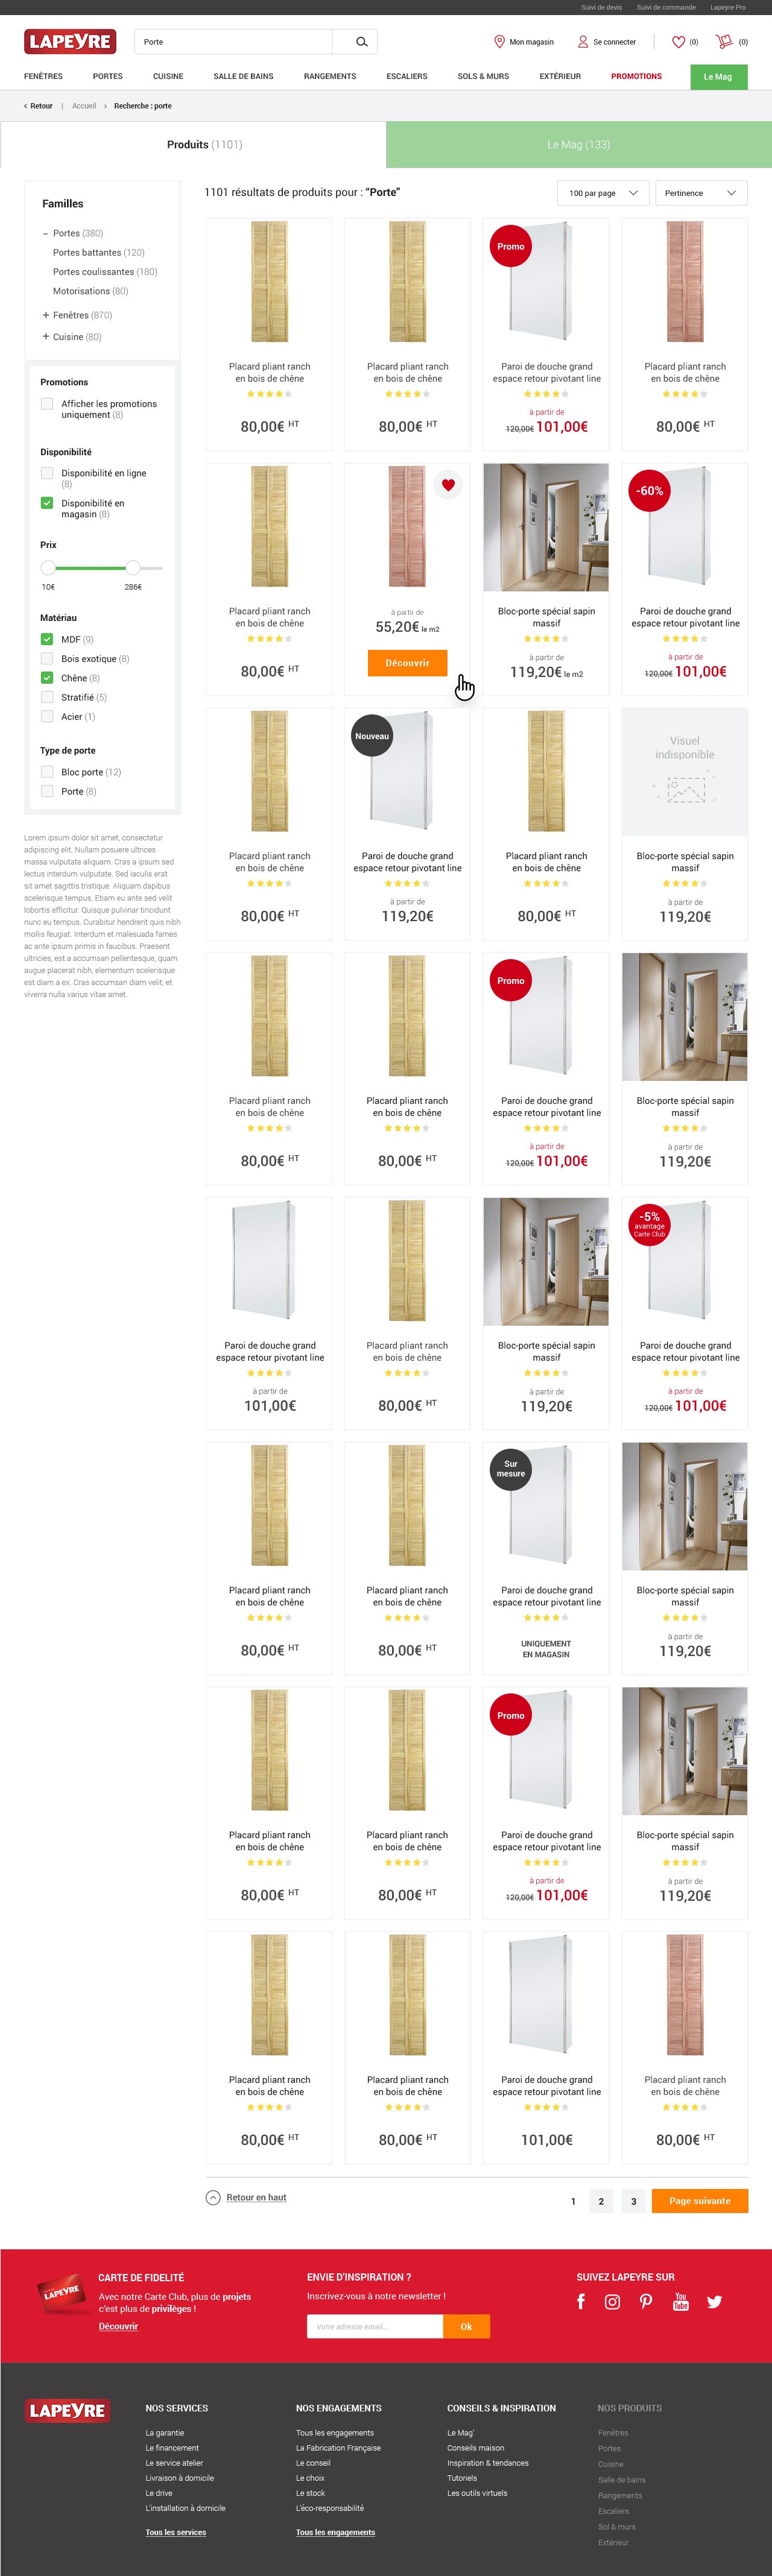 Suivi de devis Suivi de commande Lapeyre Pro
LAPEYRE Porte Mon magasin Se connecter (0) (0)
FENÊTRES PORTES CUISINE SALLE DE BAINS RANGEMENTS ESCALIERS SOLS & MURS EXTÉRIEUR PROMOTIONS Le Mag
‹ Retour | Accueil › Recherche : porte
Produits (1101) Le Mag (133)
Familles
– Portes (380)
Portes battantes (120)
Portes coulissantes (180)
Motorisations (80)
+ Fenêtres (870)
+ Cuisine (80)
Promotions
Afficher les promotions
uniquement (8)
Disponibilité
Disponibilité en ligne
(8)
Disponibilité en
magasin (8)
Prix
10€ 286€
Matériau
MDF (9)
Bois exotique (8)
Chêne (8)
Stratifié (5)
Acier (1)
Type de porte
Bloc porte (12)
Porte (8)
Lorem ipsum dolor sit amet, consectetur
adipiscing elit. Nullam posuere ultrices
massa vulputate aliquam. Cras a ipsum sed
lectus interdum vulputate. Sed iaculis erat
sit amet sagittis tristique. Aliquam dapibus
scelerisque tempus. Etiam eu ante sed velit
lobortis efficitur. Quisque pulvinar tincidunt
nunc eu tempus. Curabitur hendrerit quis nibh
mollis feugiat. Interdum et malesuada fames
ac ante ipsum primis in faucibus. Praesent
ultricies, est a accumsan pellentesque, quam
augue placerat nibh, elementum scelerisque
est diam a ex. Cras accumsan diam velit, et
viverra nulla varius vitae amet.
1101 résultats de produits pour : “Porte” 100 par page Pertinence
Promo
Placard pliant ranch Placard pliant ranch Paroi de douche grand Placard pliant ranch
en bois de chêne en bois de chêne espace retour pivotant line en bois de chêne
à partir de
80,00€ HT 80,00€ HT 120,00€ 101,00€ 80,00€ HT
-60%
Placard pliant ranch à partir de Bloc-porte spécial sapin Paroi de douche grand
en bois de chêne 55,20€ le m2 massif espace retour pivotant line
Découvrir à partir de à partir de
80,00€ HT 119,20€ le m2 120,00€ 101,00€
Nouveau Visuel
indisponible
Placard pliant ranch Paroi de douche grand Placard pliant ranch Bloc-porte spécial sapin
en bois de chêne espace retour pivotant line en bois de chêne massif
à partir de à partir de
80,00€ HT 119,20€ 80,00€ HT 119,20€
Promo
Placard pliant ranch Placard pliant ranch Paroi de douche grand Bloc-porte spécial sapin
en bois de chêne en bois de chêne espace retour pivotant line massif
à partir de à partir de
80,00€ HT 80,00€ HT 120,00€ 101,00€ 119,20€
-5%
avantage
Carte Club
Paroi de douche grand Placard pliant ranch Bloc-porte spécial sapin Paroi de douche grand
espace retour pivotant line en bois de chêne massif espace retour pivotant line
à partir de à partir de à partir de
101,00€ 80,00€ HT 119,20€ 120,00€ 101,00€
Sur
mesure
Placard pliant ranch Placard pliant ranch Paroi de douche grand Bloc-porte spécial sapin
en bois de chêne en bois de chêne espace retour pivotant line massif
UNIQUEMENT à partir de
80,00€ HT 80,00€ HT EN MAGASIN 119,20€
Promo
Placard pliant ranch Placard pliant ranch Paroi de douche grand Bloc-porte spécial sapin
en bois de chêne en bois de chêne espace retour pivotant line massif
à partir de à partir de
80,00€ HT 80,00€ HT 120,00€ 101,00€ 119,20€
Placard pliant ranch Placard pliant ranch Paroi de douche grand Placard pliant ranch
en bois de chêne en bois de chêne espace retour pivotant line en bois de chêne
80,00€ HT 80,00€ HT 101,00€ 80,00€ HT
Retour en haut 1 2 3 Page suivante
LAPEYRE
CARTE DE FIDELITÉ
Avec notre Carte Club, plus de projets
c'est plus de privilèges !
Découvrir
ENVIE D'INSPIRATION ?
Inscrivez-vous à notre newsletter !
Votre adresse email... Ok
SUIVEZ LAPEYRE SUR
You
Tube
LAPEYRE
NOS SERVICES
La garantie
Le financement
Le service atelier
Livraison à domicile
Le drive
L'installation à domicile
Tous les services
NOS ENGAGEMENTS
Tous les engagements
La Fabrication Française
Le conseil
Le choix
Le stock
L'éco-responsabilité
Tous les engagements
CONSEILS & INSPIRATION
Le Mag'
Conseils maison
Inspiration & tendances
Tutoriels
Les outils virtuels
NOS PRODUITS
Fenêtres
Portes
Cuisine
Salle de bains
Rangements
Escaliers
Sol & murs
Extérieur